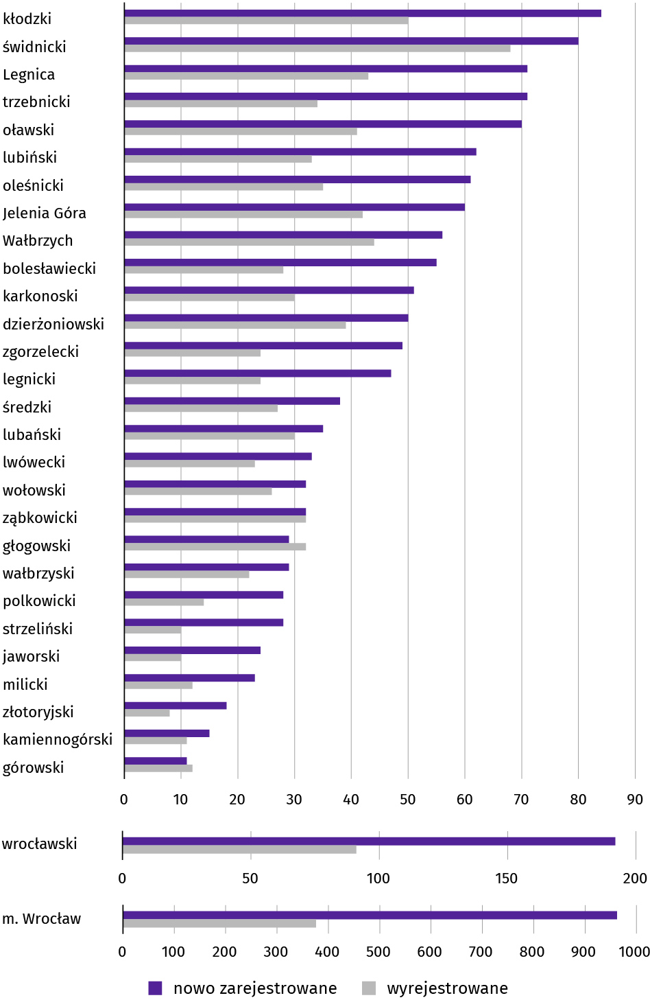 kłodzki
świdnicki
Legnica
trzebnicki
oławski
lubiński
oleśnicki
Jelenia Góra
Wałbrzych
bolesławiecki
karkonoski
dzierżoniowski
zgorzelecki
legnicki
średzki
lubański
lwówecki
wołowski
ząbkowicki
głogowski
wałbrzyski
polkowicki
strzeliński
jaworski
milicki
złotoryjski
kamiennogórski
górowski
0 10 20 30 40 50 60 70 80 90
wrocławski
0 50 100 150 200
m. Wrocław
0 100 200 300 400 500 600 700 800 900 1000
nowo zarejestrowane wyrejestrowane